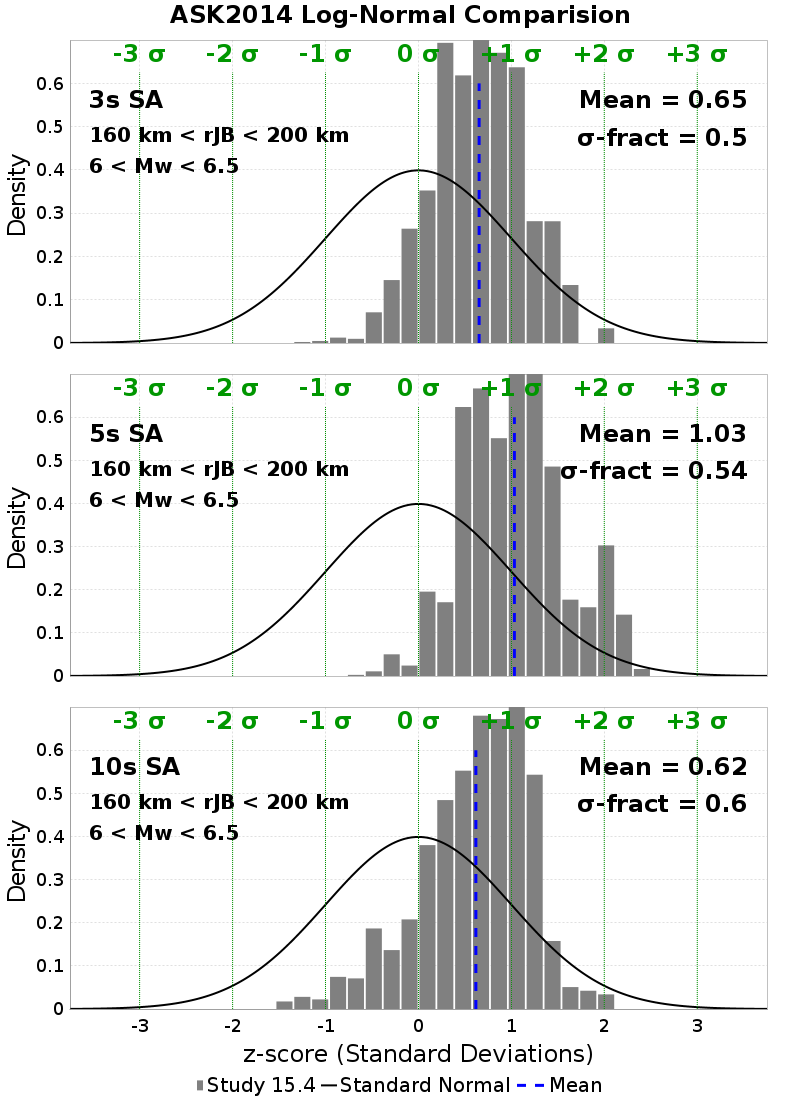 ASK2014 Log-Normal Comparision
-3 σ -2 σ -1 σ 0 σ +1 σ +2 σ +3 σ
3s SA
160 km < rJB < 200 km
6 < Mw < 6.5
Mean = 0.65
σ-fract = 0.5
Density
0.6
0.5
0.4
0.3
0.2
0.1
0
-3 σ -2 σ -1 σ 0 σ +1 σ +2 σ +3 σ
5s SA
160 km < rJB < 200 km
6 < Mw < 6.5
Mean = 1.03
σ-fract = 0.54
Density
0.6
0.5
0.4
0.3
0.2
0.1
0
-3 σ -2 σ -1 σ 0 σ +1 σ +2 σ +3 σ
10s SA
160 km < rJB < 200 km
6 < Mw < 6.5
Mean = 0.62
σ-fract = 0.6
Density
0.6
0.5
0.4
0.3
0.2
0.1
0
-3 -2 -1 0 1 2 3
z-score (Standard Deviations)
Study 15.4 Standard Normal Mean